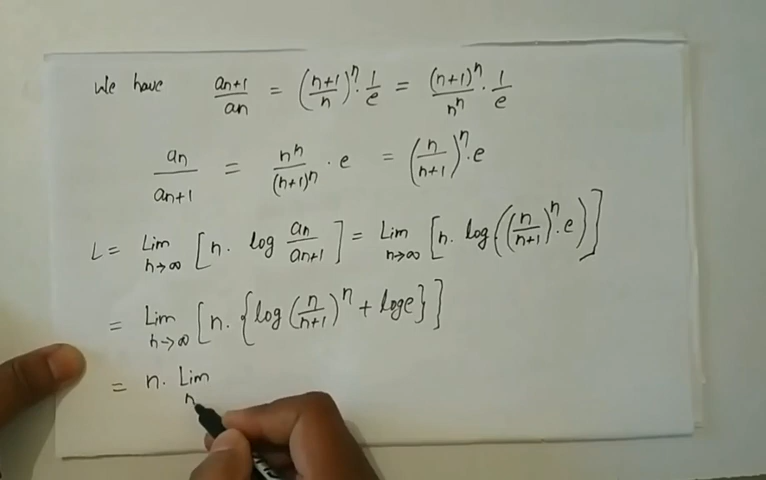 We have an+1/an = (n+1/n)^n · 1/e = (n+1)^n/n^n · 1/e
an/an+1 = n^n/(n+1)^n · e = (n/n+1)^n · e
L = Lim n→∞ [n. log an/an+1] = Lim n→∞ [n. log((n/n+1)^n · e)]
= Lim n→∞ [n. {log(n/n+1)^n + loge}]
= n. Lim n